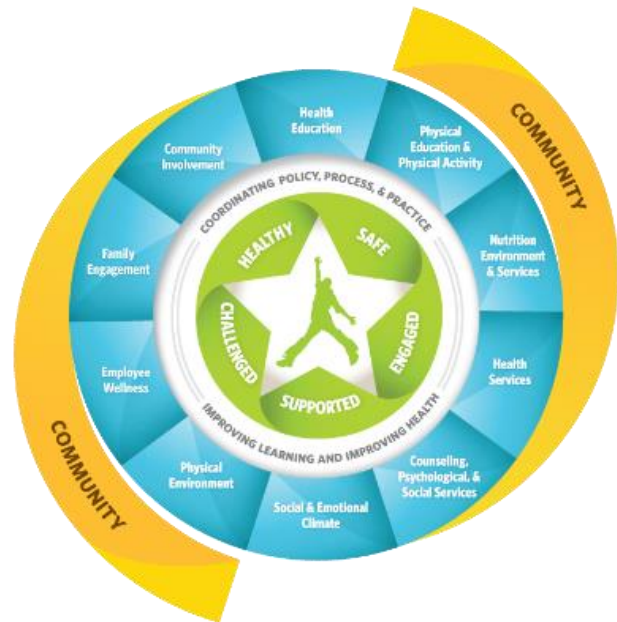 COMMUNITY
Health
Education
Physical
Education &
Physical Activity
Nutrition
Environment
& Services
Health
Services
Counseling,
Psychological, &
Social Services
Social & Emotional
Climate
Physical
Environment
Employee
Wellness
Family
Engagement
Community
Involvement
COORDINATING POLICY, PROCESS, & PRACTICE
IMPROVING LEARNING AND IMPROVING HEALTH
HEALTHY
SAFE
ENGAGED
SUPPORTED
CHALLENGED
COMMUNITY